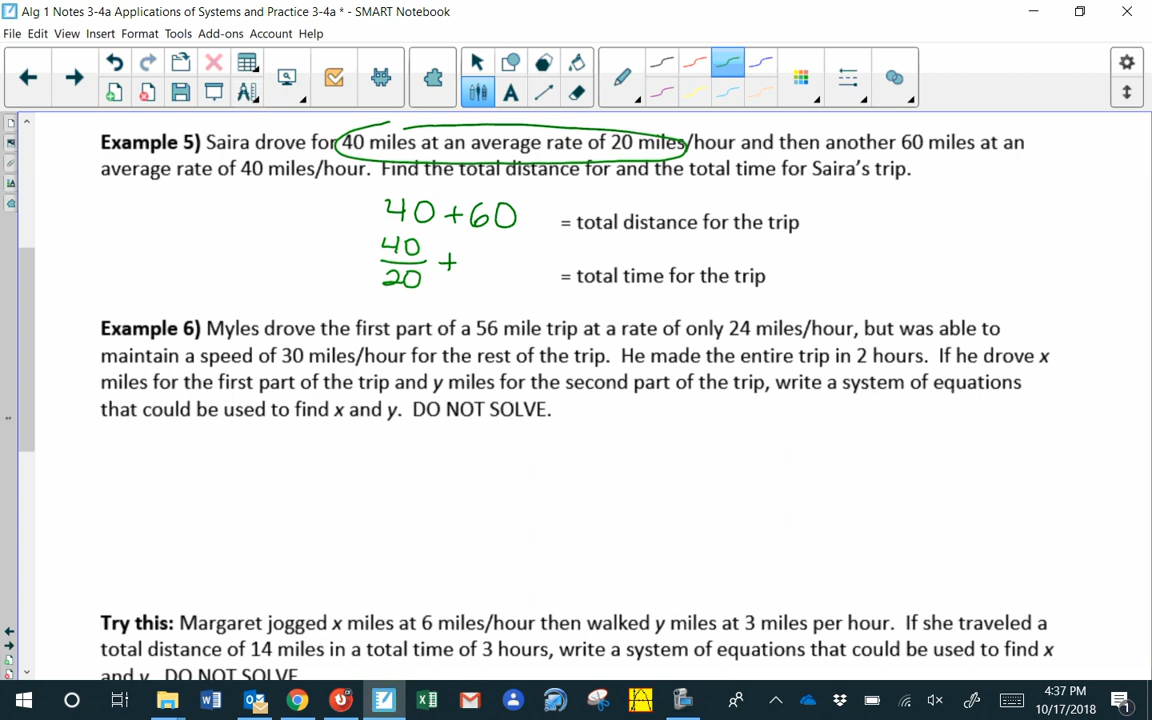 Alg 1 Notes 3-4a Applications of Systems and Practice 3-4a * - SMART Notebook
File Edit View Insert Format Tools Add-ons Account Help
Example 5) Saira drove for 40 miles at an average rate of 20 miles/hour and then another 60 miles at an
average rate of 40 miles/hour. Find the total distance for and the total time for Saira's trip.
40 + 60 = total distance for the trip
40
20 + = total time for the trip
Example 6) Myles drove the first part of a 56 mile trip at a rate of only 24 miles/hour, but was able to
maintain a speed of 30 miles/hour for the rest of the trip. He made the entire trip in 2 hours. If he drove x
miles for the first part of the trip and y miles for the second part of the trip, write a system of equations
that could be used to find x and y. DO NOT SOLVE.
Try this: Margaret jogged x miles at 6 miles/hour then walked y miles at 3 miles per hour. If she traveled a
total distance of 14 miles in a total time of 3 hours, write a system of equations that could be used to find x
and y. DO NOT SOLVE.
4:37 PM
10/17/2018